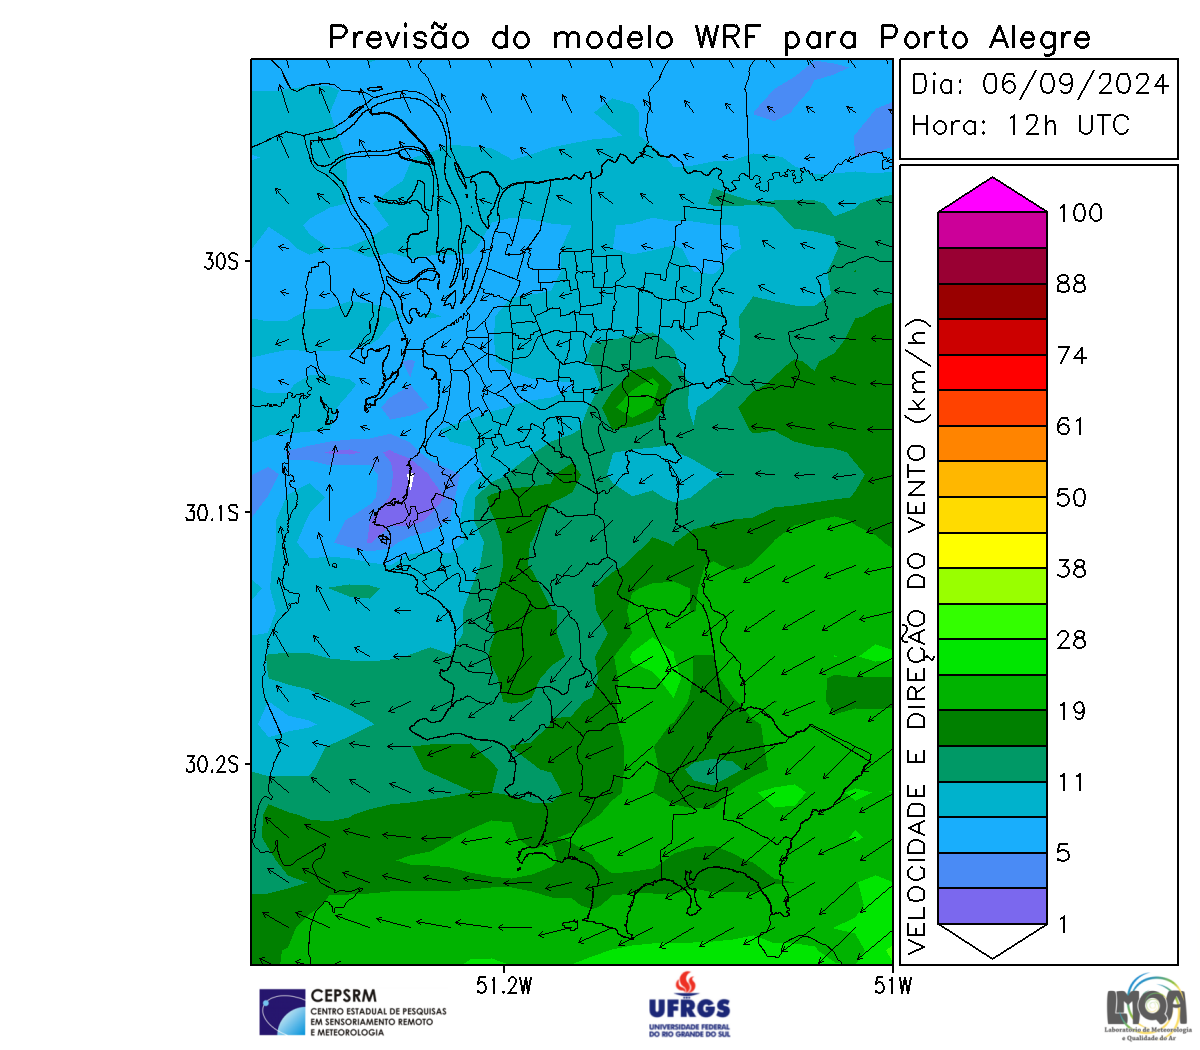 Previsão do modelo WRF para Porto Alegre
Dia: 06/09/2024
Hora: 12h UTC
VELOCIDADE E DIREÇÃO DO VENTO (km/h)
100
88
74
61
50
38
28
19
11
5
1
30S
30.1S
30.2S
51.2W
51W
CEPSRM
CENTRO ESTADUAL DE PESQUISAS
EM SENSORIAMENTO REMOTO
E METEOROLOGIA
UFRGS
UNIVERSIDADE FEDERAL
DO RIO GRANDE DO SUL
LMQA
Laboratório de Meteorologia
e Qualidade do Ar